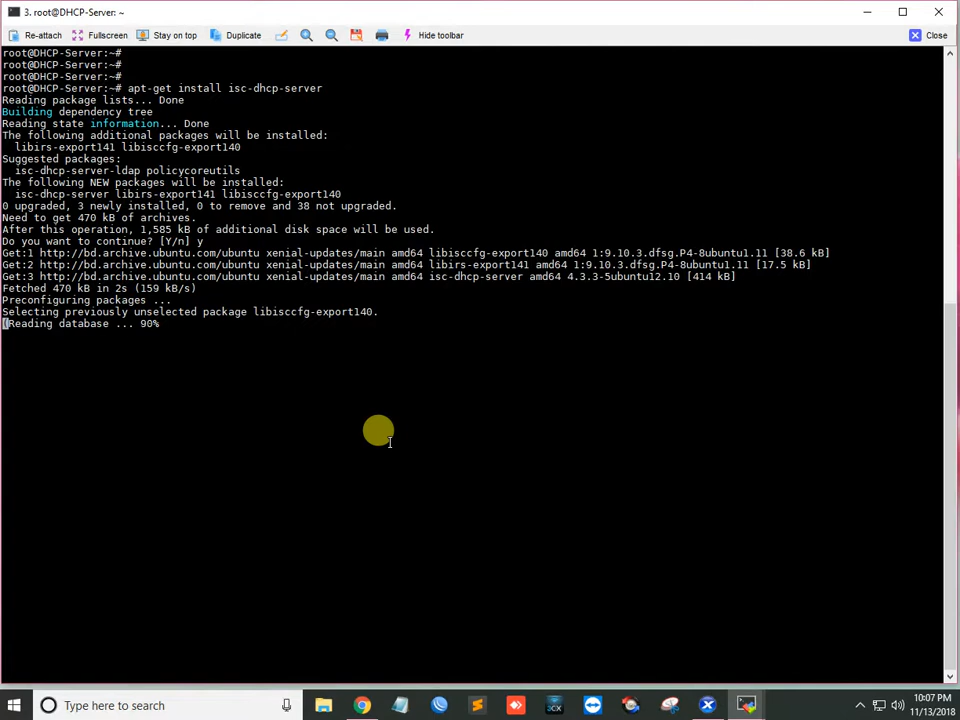 3. root@DHCP-Server: ~
Re-attach Fullscreen Stay on top Duplicate Hide toolbar Close
root@DHCP-Server:~#
root@DHCP-Server:~#
root@DHCP-Server:~#
root@DHCP-Server:~# apt-get install isc-dhcp-server
Reading package lists... Done
Building dependency tree
Reading state information... Done
The following additional packages will be installed:
  libirs-export141 libisccfg-export140
Suggested packages:
  isc-dhcp-server-ldap policycoreutils
The following NEW packages will be installed:
  isc-dhcp-server libirs-export141 libisccfg-export140
0 upgraded, 3 newly installed, 0 to remove and 38 not upgraded.
Need to get 470 kB of archives.
After this operation, 1,585 kB of additional disk space will be used.
Do you want to continue? [Y/n] y
Get:1 http://bd.archive.ubuntu.com/ubuntu xenial-updates/main amd64 libisccfg-export140 amd64 1:9.10.3.dfsg.P4-8ubuntu1.11 [38.6 kB]
Get:2 http://bd.archive.ubuntu.com/ubuntu xenial-updates/main amd64 libirs-export141 amd64 1:9.10.3.dfsg.P4-8ubuntu1.11 [17.5 kB]
Get:3 http://bd.archive.ubuntu.com/ubuntu xenial-updates/main amd64 isc-dhcp-server amd64 4.3.3-5ubuntu12.10 [414 kB]
Fetched 470 kB in 2s (159 kB/s)
Preconfiguring packages ...
Selecting previously unselected package libisccfg-export140.
(Reading database ... 90%
Type here to search
10:07 PM
11/13/2018